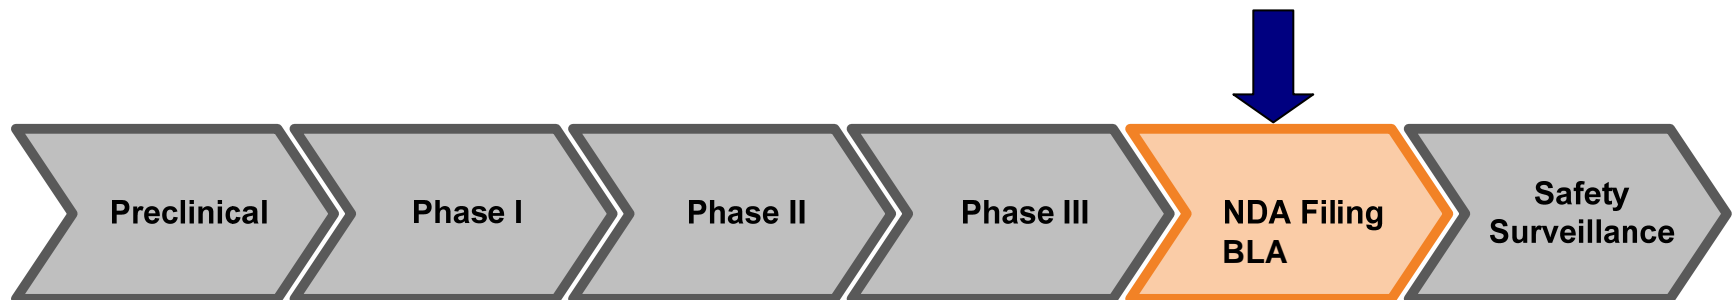 Preclinical
Phase I
Phase II
Phase III
NDA Filing
BLA
Safety
Surveillance